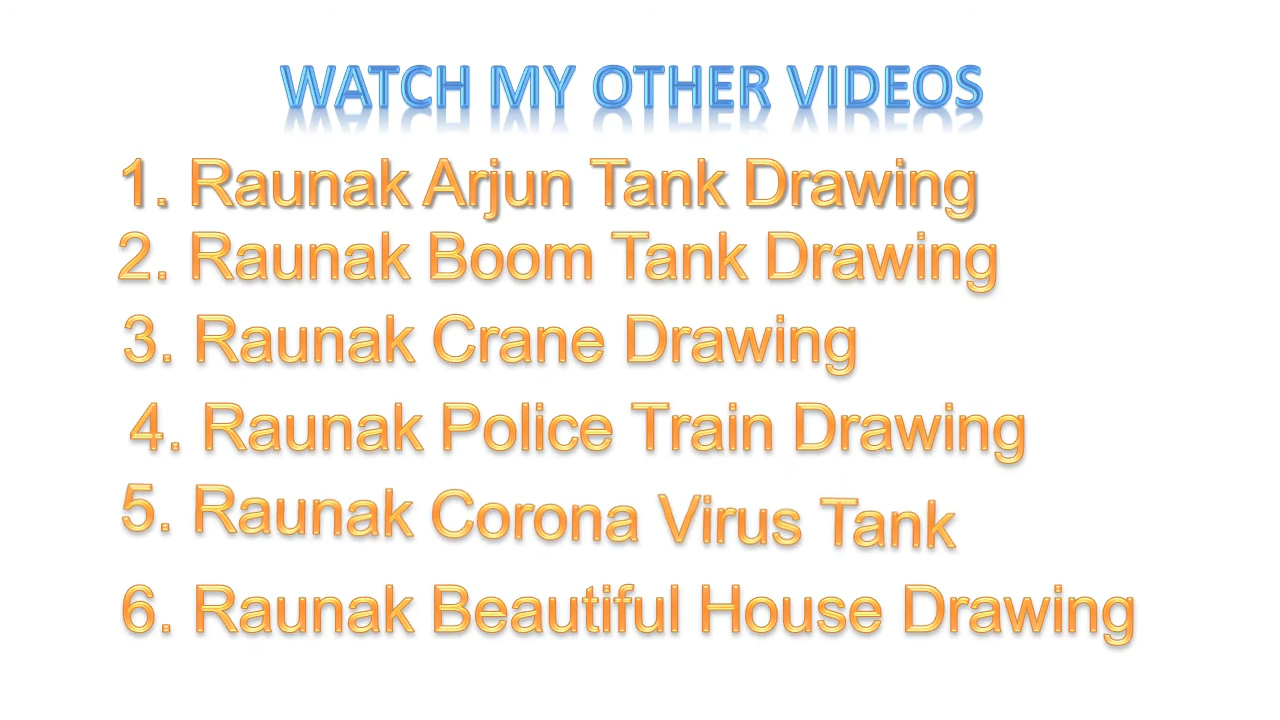 WATCH MY OTHER VIDEOS
1. Raunak Arjun Tank Drawing
2. Raunak Boom Tank Drawing
3. Raunak Crane Drawing
4. Raunak Police Train Drawing
5. Raunak Corona Virus Tank
6. Raunak Beautiful House Drawing